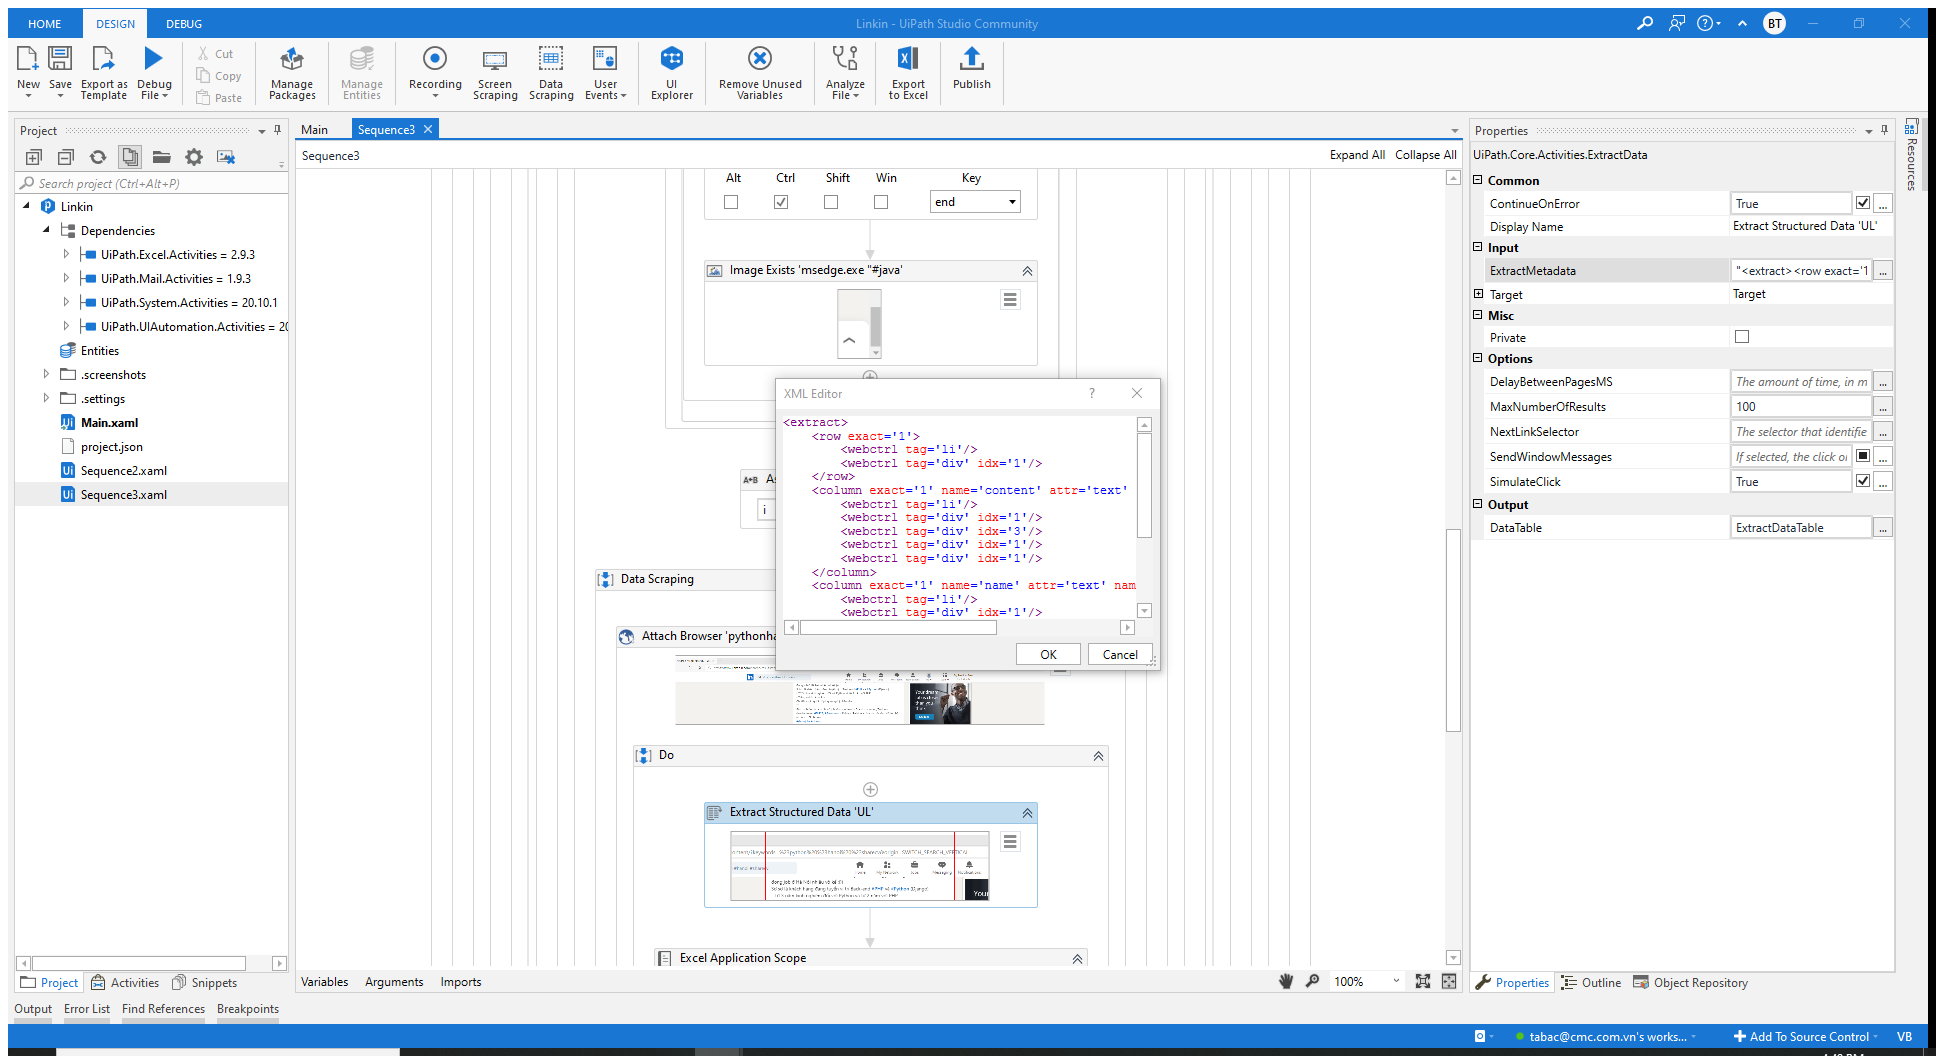 HOME DESIGN DEBUG Linkin - UiPath Studio Community BT
New Save Export as Template Debug File Cut Copy Paste Manage Packages Manage Entities Recording Screen Scraping Data Scraping User Events UI Explorer Remove Unused Variables Analyze File Export to Excel Publish
Project
Search project (Ctrl+Alt+P)
Linkin
Dependencies
UiPath.Excel.Activities = 2.9.3
UiPath.Mail.Activities = 1.9.3
UiPath.System.Activities = 20.10.1
UiPath.UIAutomation.Activities = 20
Entities
.screenshots
.settings
Main.xaml
project.json
Sequence2.xaml
Sequence3.xaml
Project Activities Snippets
Main Sequence3
Sequence3 Expand All Collapse All
Alt Ctrl Shift Win Key
end
Image Exists 'msedge.exe "#java'
A+B As
i
Data Scraping
Attach Browser 'pythonha
Your dream
than you
think
Do
Extract Structured Data 'UL'
Excel Application Scope
XML Editor ?
<extract>
<row exact='1'>
<webctrl tag='li'/>
<webctrl tag='div' idx='1'/>
</row>
<column exact='1' name='content' attr='text'
<webctrl tag='li'/>
<webctrl tag='div' idx='1'/>
<webctrl tag='div' idx='3'/>
<webctrl tag='div' idx='1'/>
<webctrl tag='div' idx='1'/>
</column>
<column exact='1' name='name' attr='text' nam
<webctrl tag='li'/>
<webctrl tag='div' idx='1'/>
OK Cancel
Variables Arguments Imports 100%
Properties
UiPath.Core.Activities.ExtractData
Common
ContinueOnError True ...
Display Name Extract Structured Data 'UL'
Input
ExtractMetadata "<extract><row exact='1 ...
Target Target
Misc
Private
Options
DelayBetweenPagesMS The amount of time, in m ...
MaxNumberOfResults 100 ...
NextLinkSelector The selector that identifie ...
SendWindowMessages If selected, the click o ...
SimulateClick True ...
Output
DataTable ExtractDataTable ...
Properties Outline Object Repository
Resources
Output Error List Find References Breakpoints
tabac@cmc.com.vn's works... Add To Source Control VB